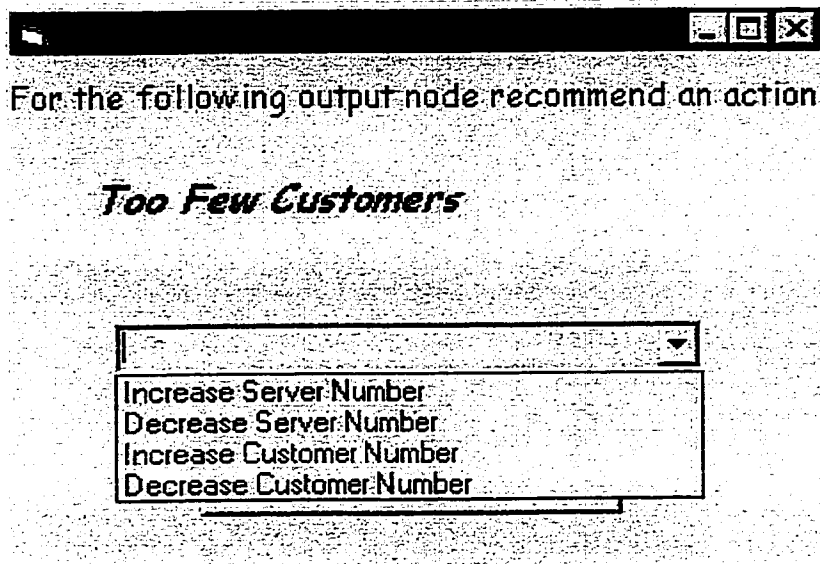 For the following output node recommend an action
Too Few Customers
Increase Server Number
Decrease Server Number
Increase Customer Number
Decrease Customer Number